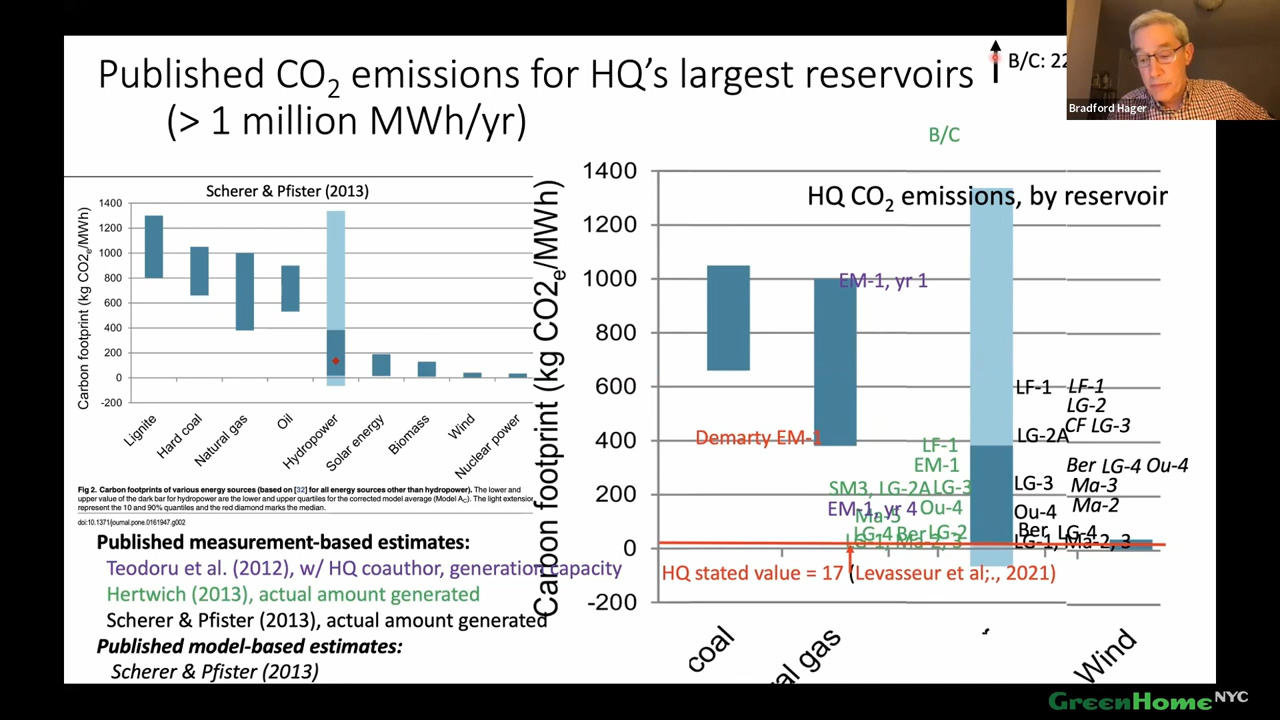 Published CO2 emissions for HQ's largest reservoirs
(> 1 million MWh/yr)
B/C: 22
Bradford Hager
B/C
Scherer & Pfister (2013)
Carbon footprint (kg CO2e/MWh)
1400
1200
1000
800
600
400
200
0
-200
Lignite
Hard coal
Natural gas
Oil
Hydropower
Solar energy
Biomass
Wind
Nuclear power
Fig 2. Carbon footprints of various energy sources (based on [32] for all energy sources other than hydropower). The lower and
upper value of the dark bar for hydropower are the lower and upper quartiles for the corrected model average (Model AC). The light extensio
represent the 10 and 90% quantiles and the red diamond marks the median.
doi:10.1371/journal.pone.0161947.g002
Published measurement-based estimates:
Teodoru et al. (2012), w/ HQ coauthor, generation capacity
Hertwich (2013), actual amount generated
Scherer & Pfister (2013), actual amount generated
Published model-based estimates:
Scherer & Pfister (2013)
Carbon footprint (kg CO2e/MWh)
1400
1200
1000
800
600
400
200
0
-200
HQ CO2 emissions, by reservoir
EM-1, yr 1
LF-1
LF-1
LG-2
CF LG-3
Demarty EM-1
LG-2A
LF-1
EM-1
Ber LG-4 Ou-4
SM3, LG-2A LG-3
LG-3
Ma-3
EM-1, yr 4
Ou-4
Ma-5
Ou-4
Ma-2
LG-4 Ber LG-2
Ber
LG-4
LG-1, Ma-2, 3
LG-1, Ma-2, 3
HQ stated value = 17 (Levasseur et al;., 2021)
coal
al gas
Wind
GreenHomeNYC